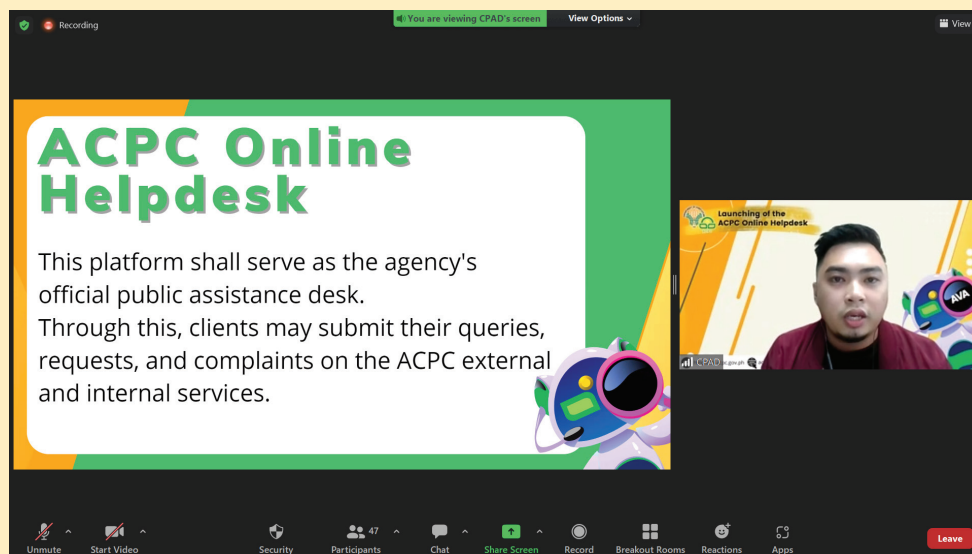 Recording
You are viewing CPAD's screen
View Options
View
ACPC Online
Helpdesk
This platform shall serve as the agency's
official public assistance desk.
Through this, clients may submit their queries,
requests, and complaints on the ACPC external
and internal services.
Launching of the
ACPC Online Helpdesk
AVA
CPAD
Unmute
Start Video
Security
47
Participants
Chat
Share Screen
Record
Breakout Rooms
Reactions
Apps
Leave